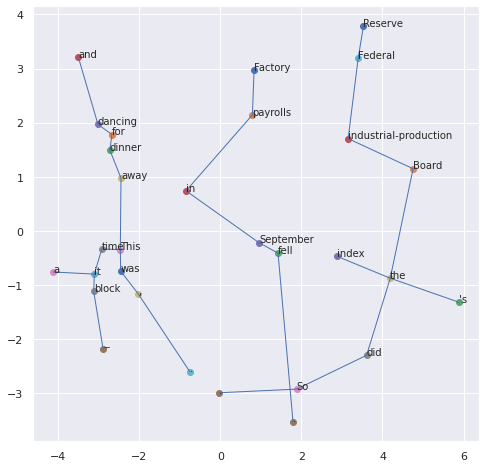 Reserve
and
Federal
Factory
dancing
payrolls
for
industrial-production
dinner
Board
away
in
September
time This
fell
index
a it was
the
block
's
–
did
So
4
3
2
1
0
−1
−2
−3
−4 −2 0 2 4 6